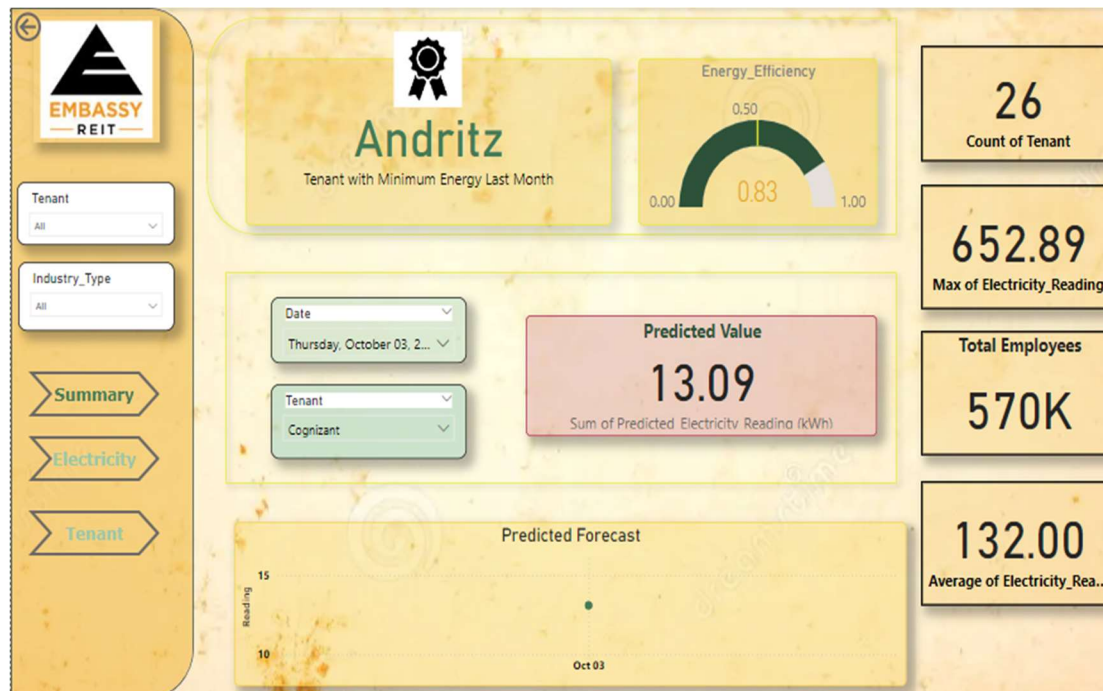 EMBASSY
REIT
Tenant
All
Industry_Type
All
Summary
Electricity
Tenant
Andritz
Tenant with Minimum Energy Last Month
Energy_Efficiency
0.50
0.00
0.83
1.00
Date
Thursday, October 03, 2...
Tenant
Cognizant
Predicted Value
13.09
Sum of Predicted Electricity Reading (kWh)
Predicted Forecast
Reading
15
10
Oct 03
26
Count of Tenant
652.89
Max of Electricity_Reading
Total Employees
570K
132.00
Average of Electricity_Rea...